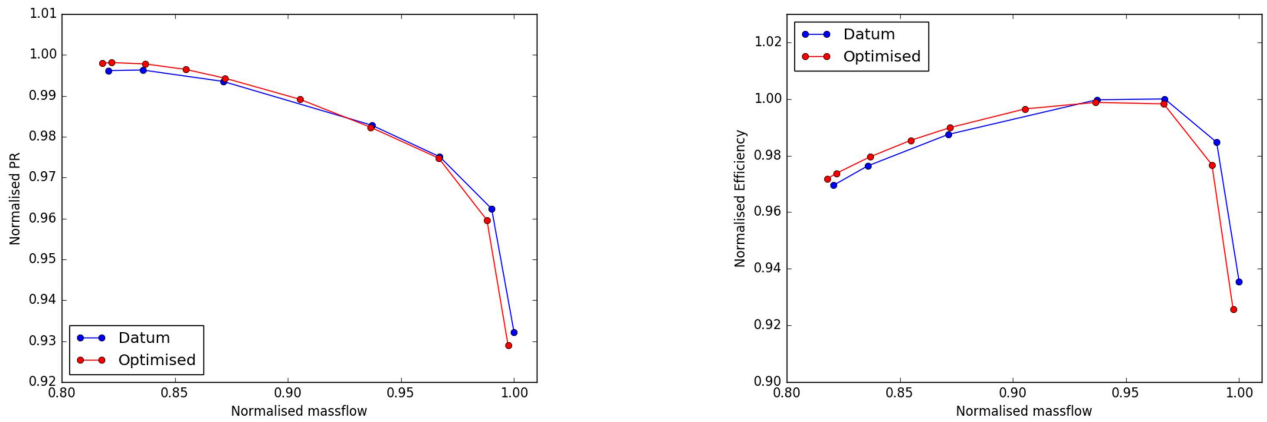 1.01
1.00
0.99
0.98
0.97
0.96
0.95
0.94
0.93
0.92
Normalised PR
Datum
Optimised
0.80 0.85 0.90 0.95 1.00
Normalised massflow
1.02
1.00
0.98
0.96
0.94
0.92
0.90
Normalised Efficiency
Datum
Optimised
0.80 0.85 0.90 0.95 1.00
Normalised massflow